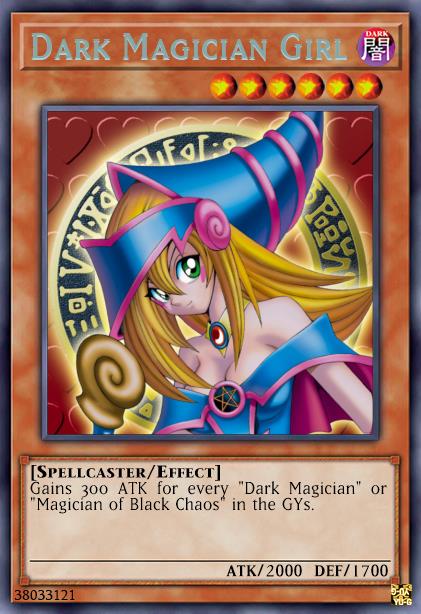 DARK MAGICIAN GIRL
DARK
闇
[SPELLCASTER/EFFECT]
Gains 300 ATK for every "Dark Magician" or
"Magician of Black Chaos" in the GYs.
ATK/2000 DEF/1700
38033121